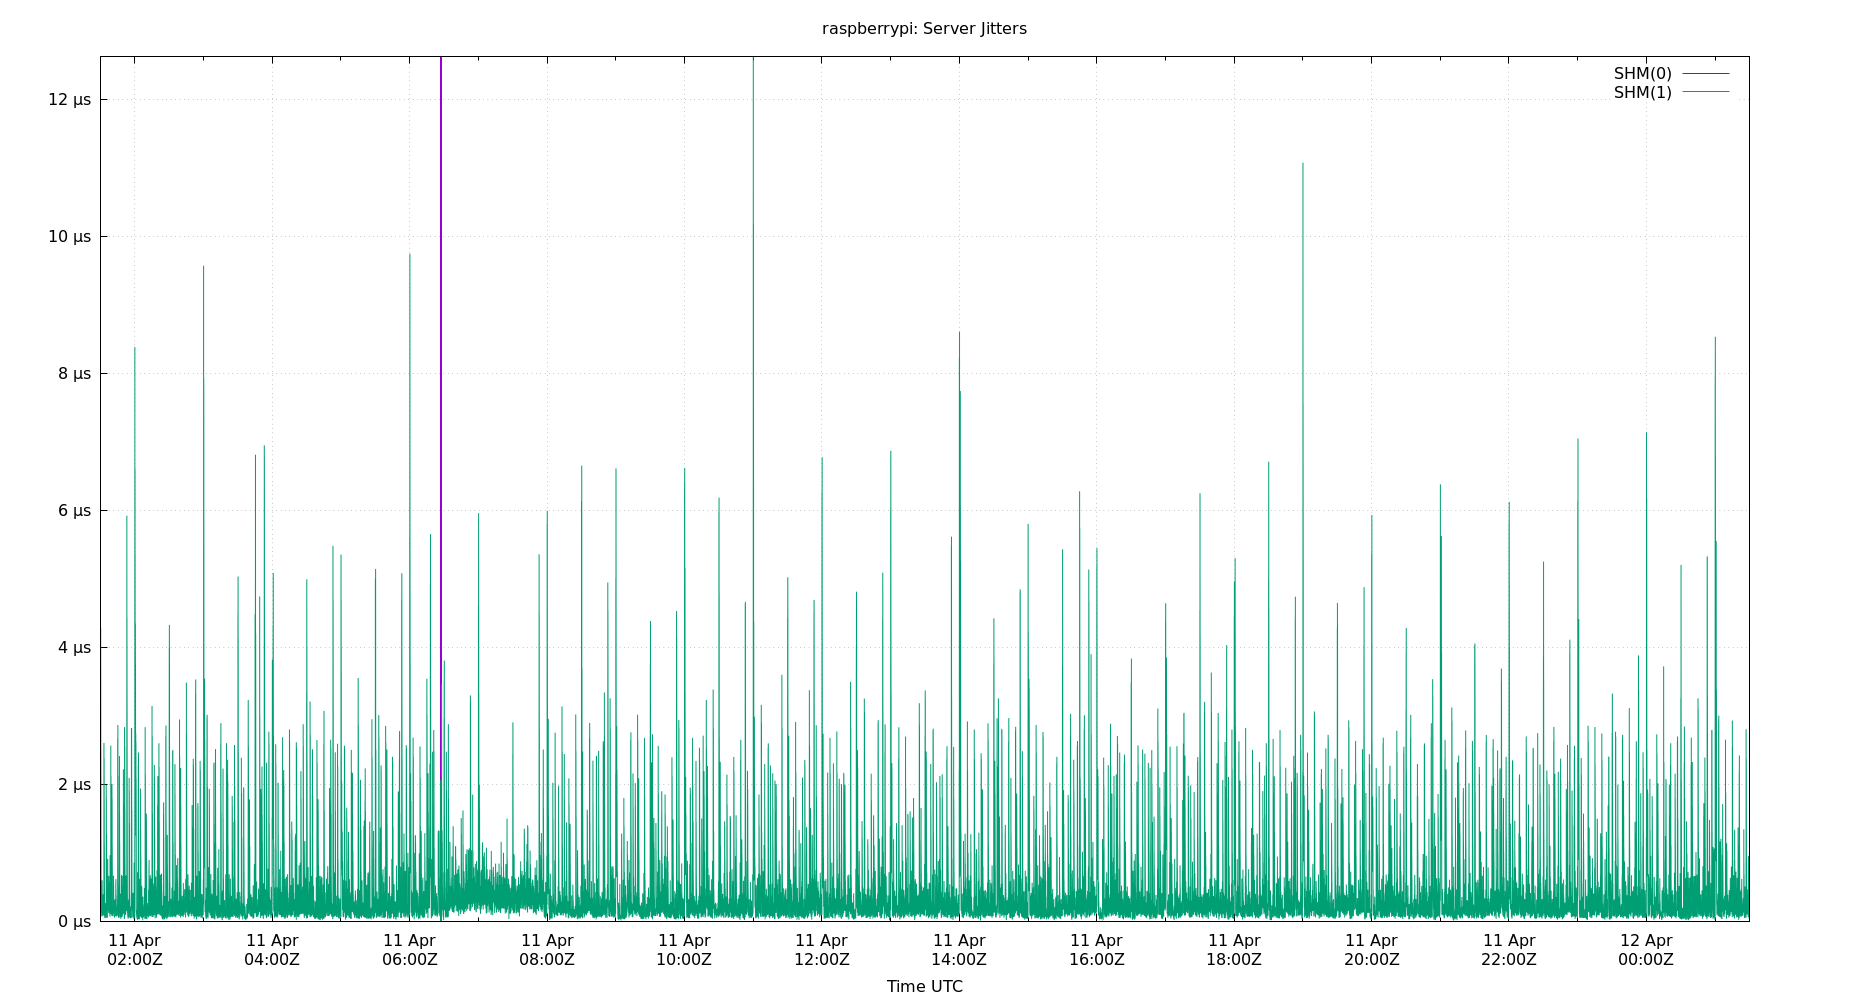 raspberrypi: Server Jitters
SHM(0)
SHM(1)
12 µs
10 µs
8 µs
6 µs
4 µs
2 µs
0 µs
11 Apr 11 Apr 11 Apr 11 Apr 11 Apr 11 Apr 11 Apr 11 Apr 11 Apr 11 Apr 11 Apr 12 Apr
02:00Z 04:00Z 06:00Z 08:00Z 10:00Z 12:00Z 14:00Z 16:00Z 18:00Z 20:00Z 22:00Z 00:00Z
Time UTC